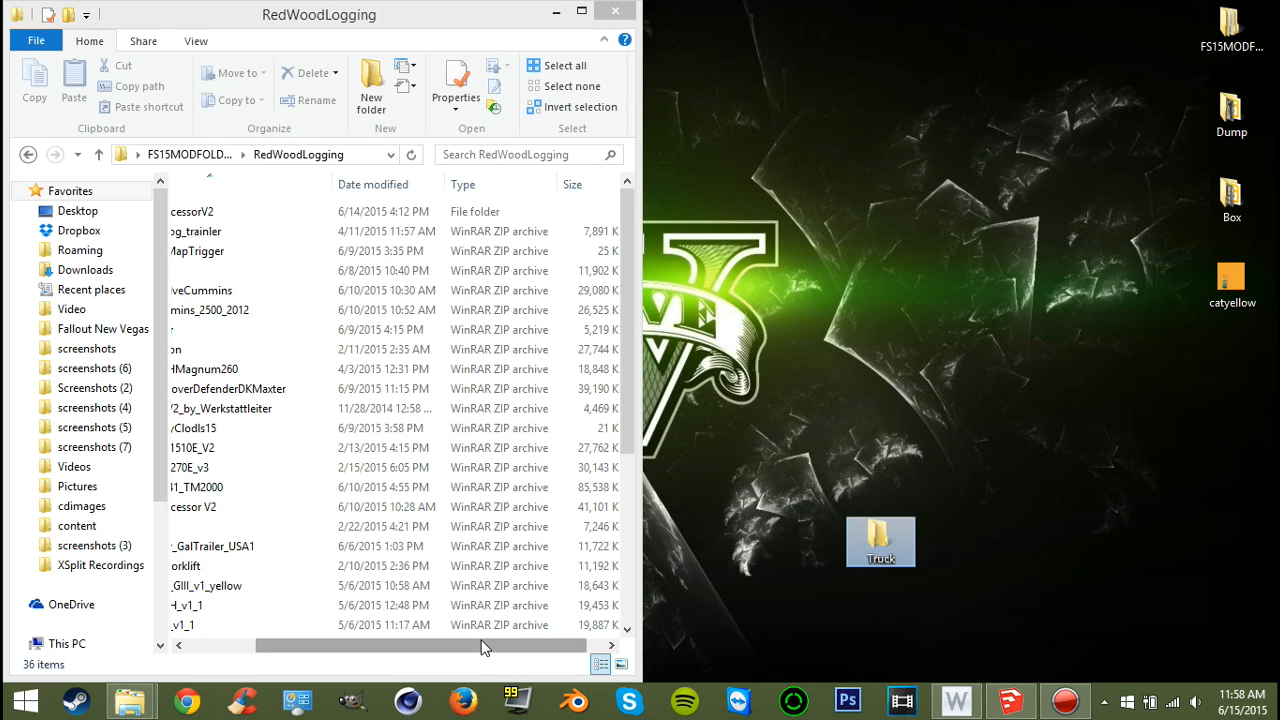 RedWoodLogging
File Home Share View
Copy
Paste
Cut
Copy path
Paste shortcut
Clipboard
Move to
Copy to
Delete
Rename
Organize
New folder
New
Properties
Open
Select all
Select none
Invert selection
Select
FS15MODFOLD... RedWoodLogging
Search RedWoodLogging
Date modified Type Size
Favorites
Desktop
Dropbox
Roaming
Downloads
Recent places
Video
Fallout New Vegas
screenshots
screenshots (6)
Screenshots (2)
screenshots (4)
screenshots (5)
screenshots (7)
Videos
Pictures
cdimages
content
screenshots (3)
XSplit Recordings
OneDrive
This PC
cessorV2 6/14/2015 4:12 PM File folder
og_trainler 4/11/2015 11:57 AM WinRAR ZIP archive 7,891 K
MapTrigger 6/9/2015 3:35 PM WinRAR ZIP archive 25 K
6/8/2015 10:40 PM WinRAR ZIP archive 11,902 K
iveCummins 6/10/2015 10:30 AM WinRAR ZIP archive 29,080 K
mins_2500_2012 6/10/2015 10:52 AM WinRAR ZIP archive 26,525 K
r 6/9/2015 4:15 PM WinRAR ZIP archive 5,219 K
on 2/11/2015 2:35 AM WinRAR ZIP archive 27,744 K
HMagnum260 4/3/2015 12:31 PM WinRAR ZIP archive 18,848 K
overDefenderDKMaxter 6/9/2015 11:15 PM WinRAR ZIP archive 39,190 K
/2_by_Werkstattleiter 11/28/2014 12:58 ... WinRAR ZIP archive 4,469 K
yClodls15 6/9/2015 3:58 PM WinRAR ZIP archive 21 K
1510E_V2 2/13/2015 4:15 PM WinRAR ZIP archive 27,762 K
270E_v3 2/15/2015 6:05 PM WinRAR ZIP archive 30,143 K
41_TM2000 6/10/2015 4:55 PM WinRAR ZIP archive 85,538 K
cessor V2 6/10/2015 10:28 AM WinRAR ZIP archive 41,101 K
2/22/2015 4:21 PM WinRAR ZIP archive 7,246 K
_GalTrailer_USA1 6/6/2015 1:03 PM WinRAR ZIP archive 11,722 K
orklift 2/10/2015 2:36 PM WinRAR ZIP archive 11,192 K
_GIII_v1_yellow 5/6/2015 10:58 AM WinRAR ZIP archive 18,643 K
H_v1_1 5/6/2015 12:48 PM WinRAR ZIP archive 19,453 K
_v1_1 5/6/2015 11:17 AM WinRAR ZIP archive 19,887 K
36 items
V
IVE
FS15MODF...
Dump
Box
catyellow
Truck
99
Ps
W
11:58 AM
6/15/2015